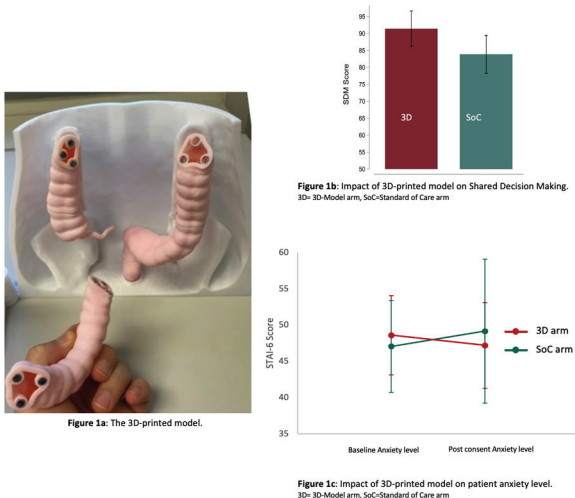 95
90
85
80
75
70
65
60
55
50
SDM Score
3D
SoC
Figure 1b: Impact of 3D-printed model on Shared Decision Making.
3D= 3D-Model arm, SoC=Standard of Care arm
Figure 1a: The 3D-printed model.
60
55
50
45
40
35
STAI-6 Score
3D arm
SoC arm
Baseline Anxiety level
Post consent Anxiety level
Figure 1c: Impact of 3D-printed model on patient anxiety level.
3D= 3D-Model arm, SoC=Standard of Care arm